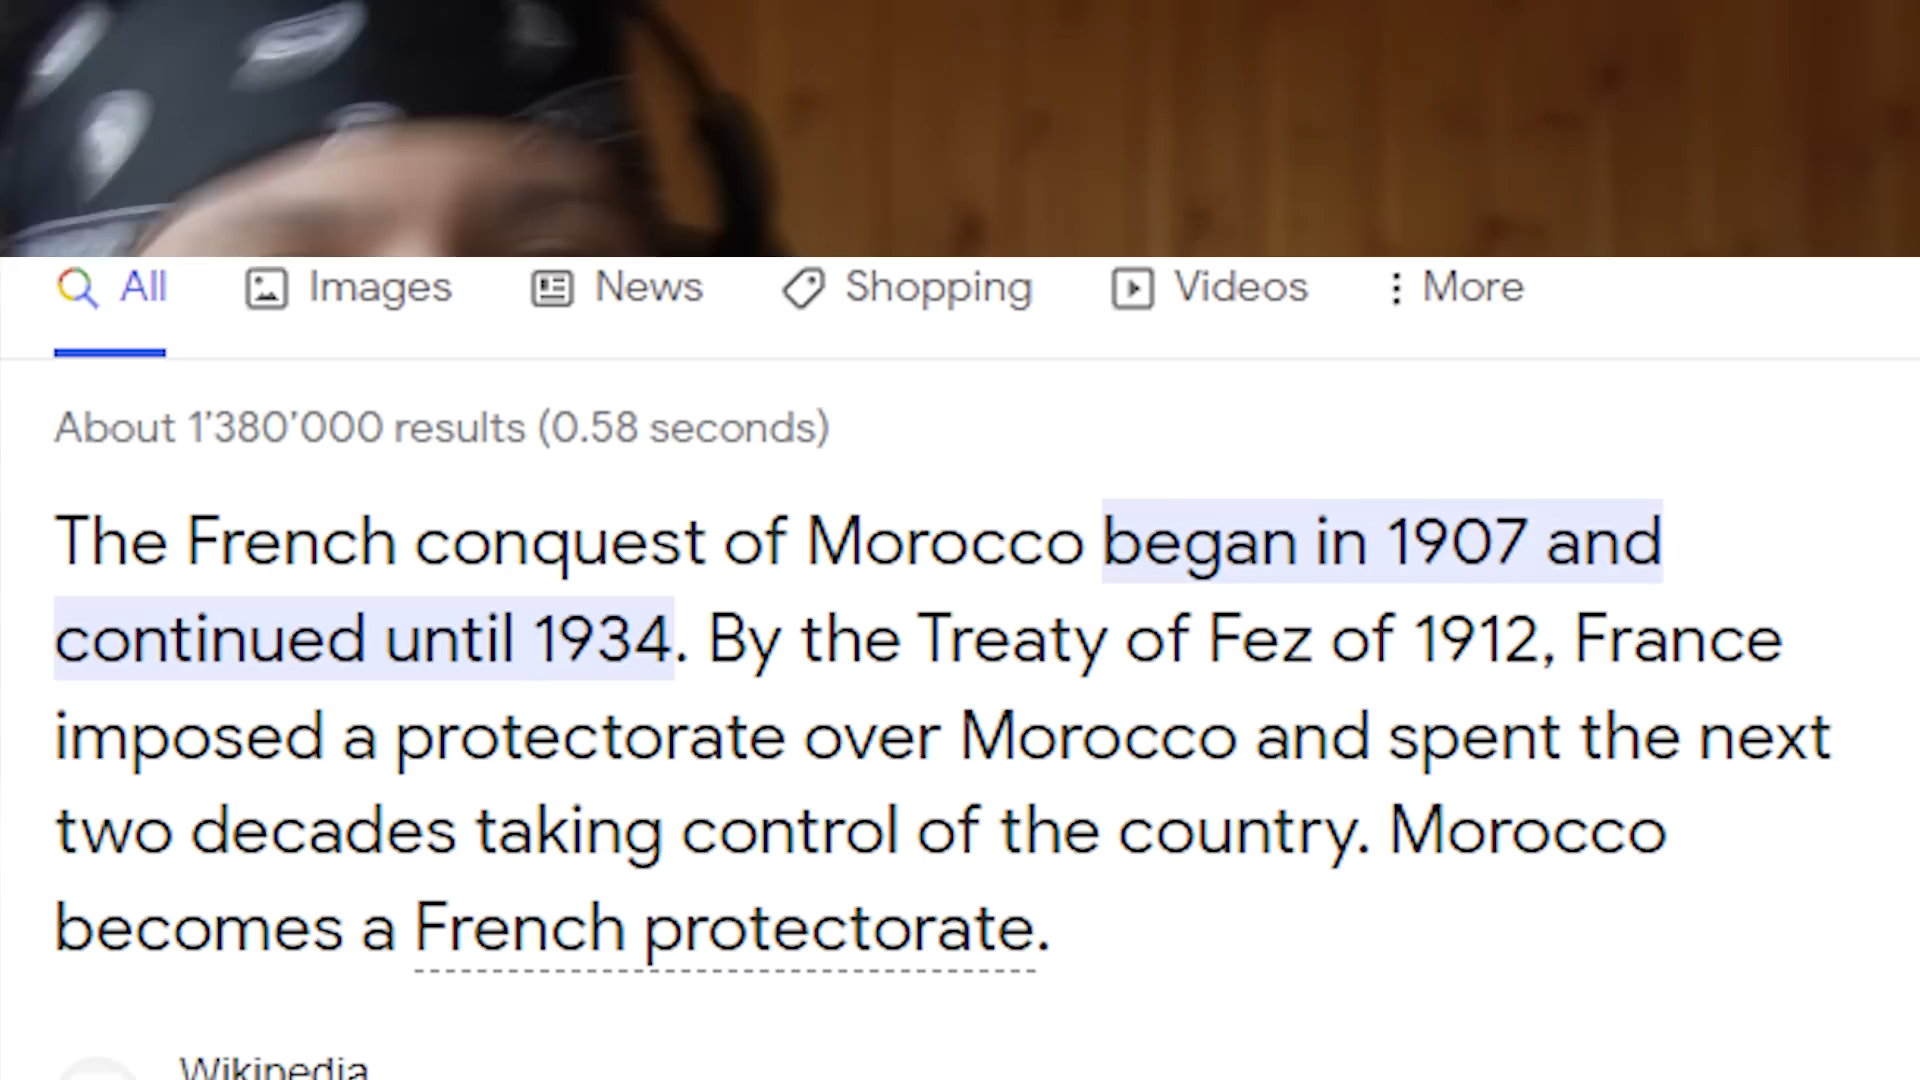 All Images News Shopping Videos More
About 1’380’000 results (0.58 seconds)
The French conquest of Morocco began in 1907 and
continued until 1934. By the Treaty of Fez of 1912, France
imposed a protectorate over Morocco and spent the next
two decades taking control of the country. Morocco
becomes a French protectorate.
Wikipedia